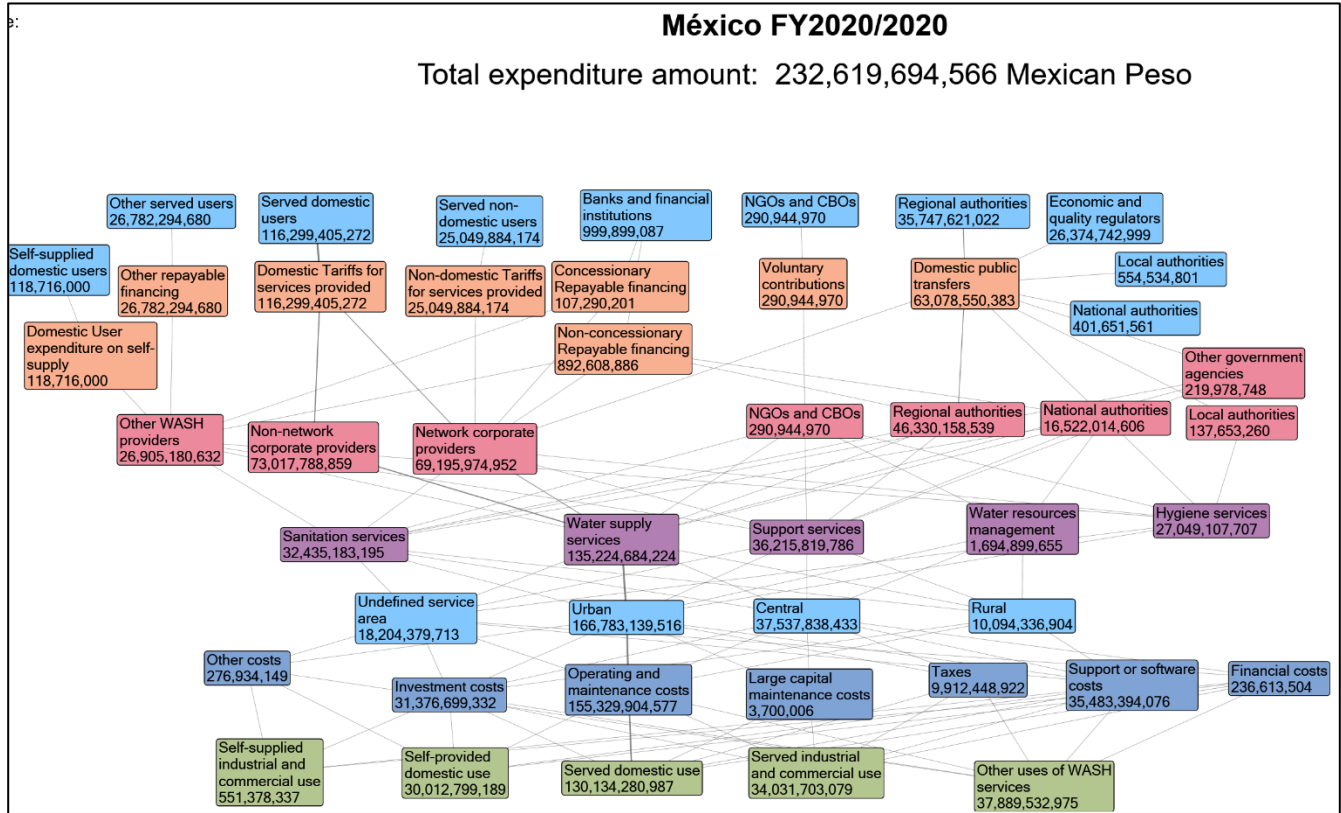 e:
México FY2020/2020
Total expenditure amount: 232,619,694,566 Mexican Peso
Other served users
26,782,294,680
Served domestic
users
116,299,405,272
Served non-
domestic users
25,049,884,174
Banks and financial
institutions
999,899,087
NGOs and CBOs
290,944,970
Regional authorities
35,747,621,022
Economic and
quality regulators
26,374,742,999
Self-supplied
domestic users
118,716,000
Other repayable
financing
26,782,294,680
Domestic Tariffs for
services provided
116,299,405,272
Non-domestic Tariffs
for services provided
25,049,884,174
Concessionary
Repayable financing
107,290,201
Voluntary
contributions
290,944,970
Domestic public
transfers
63,078,550,383
Local authorities
554,534,801
National authorities
401,651,561
Domestic User
expenditure on self-
supply
118,716,000
Non-concessionary
Repayable financing
892,608,886
Other government
agencies
219,978,748
Other WASH
providers
26,905,180,632
Non-network
corporate providers
73,017,788,859
Network corporate
providers
69,195,974,952
NGOs and CBOs
290,944,970
Regional authorities
46,330,158,539
National authorities
16,522,014,606
Local authorities
137,653,260
Sanitation services
32,435,183,195
Water supply
services
135,224,684,224
Support services
36,215,819,786
Water resources
management
1,694,899,655
Hygiene services
27,049,107,707
Undefined service
area
18,204,379,713
Urban
166,783,139,516
Central
37,537,838,433
Rural
10,094,336,904
Other costs
276,934,149
Investment costs
31,376,699,332
Operating and
maintenance costs
155,329,904,577
Large capital
maintenance costs
3,700,006
Taxes
9,912,448,922
Support or software
costs
35,483,394,076
Financial costs
236,613,504
Self-supplied
industrial and
commercial use
551,378,337
Self-provided
domestic use
30,012,799,189
Served domestic use
130,134,280,987
Served industrial
and commercial use
34,031,703,079
Other uses of WASH
services
37,889,532,975